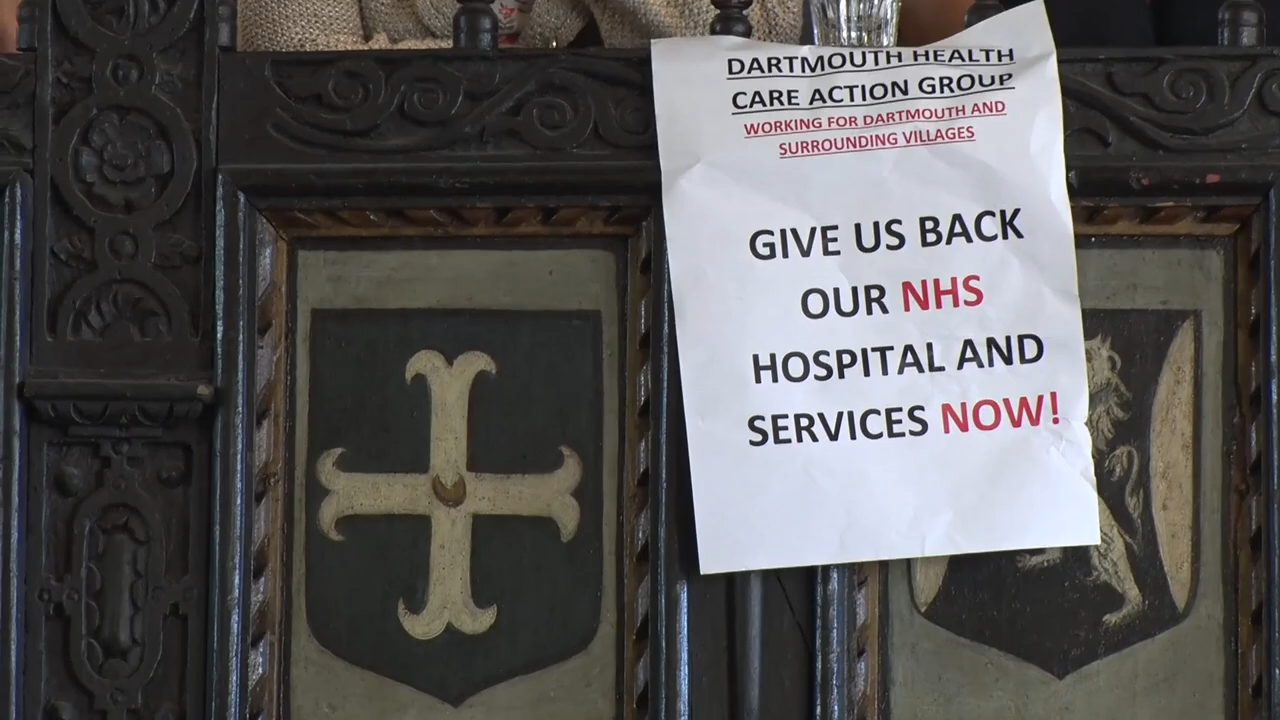 DARTMOUTH HEALTH
CARE ACTION GROUP
WORKING FOR DARTMOUTH AND
SURROUNDING VILLAGES
GIVE US BACK
OUR NHS
HOSPITAL AND
SERVICES NOW!